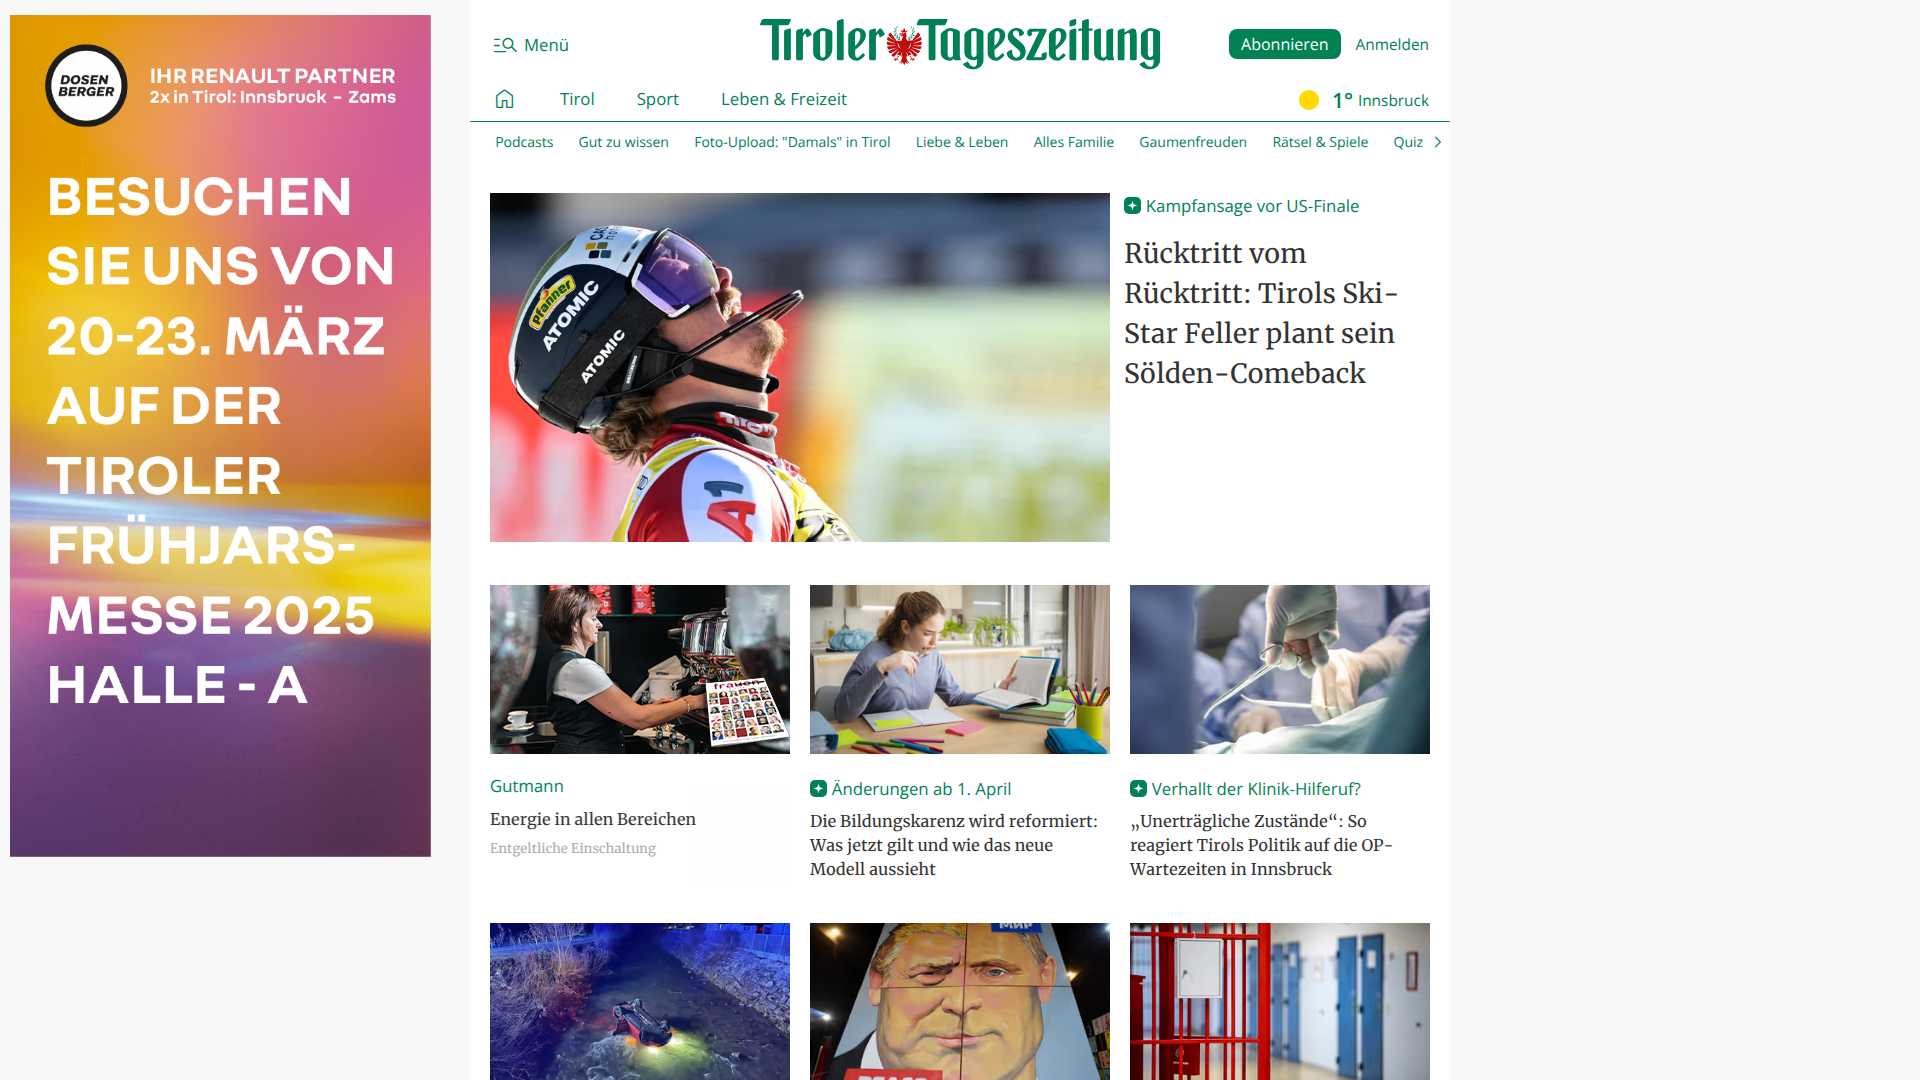 DOSEN
BERGER
IHR RENAULT PARTNER
2x in Tirol: Innsbruck - Zams
BESUCHEN
SIE UNS VON
20-23. MÄRZ
AUF DER
TIROLER
FRÜHJARS-
MESSE 2025
HALLE - A
Menü
Tiroler Tageszeitung
Abonnieren
Anmelden
Tirol
Sport
Leben & Freizeit
1° Innsbruck
Podcasts
Gut zu wissen
Foto-Upload: "Damals" in Tirol
Liebe & Leben
Alles Familie
Gaumenfreuden
Rätsel & Spiele
Quiz
Pfanner
ATOMIC
ATOMIC
A1
Kampfansage vor US-Finale
Rücktritt vom
Rücktritt: Tirols Ski-
Star Feller plant sein
Sölden-Comeback
Gutmann
Energie in allen Bereichen
Entgeltliche Einschaltung
Änderungen ab 1. April
Die Bildungskarenz wird reformiert:
Was jetzt gilt und wie das neue
Modell aussieht
Verhallt der Klinik-Hilferuf?
„Unerträgliche Zustände“: So
reagiert Tirols Politik auf die OP-
Wartezeiten in Innsbruck
МИР